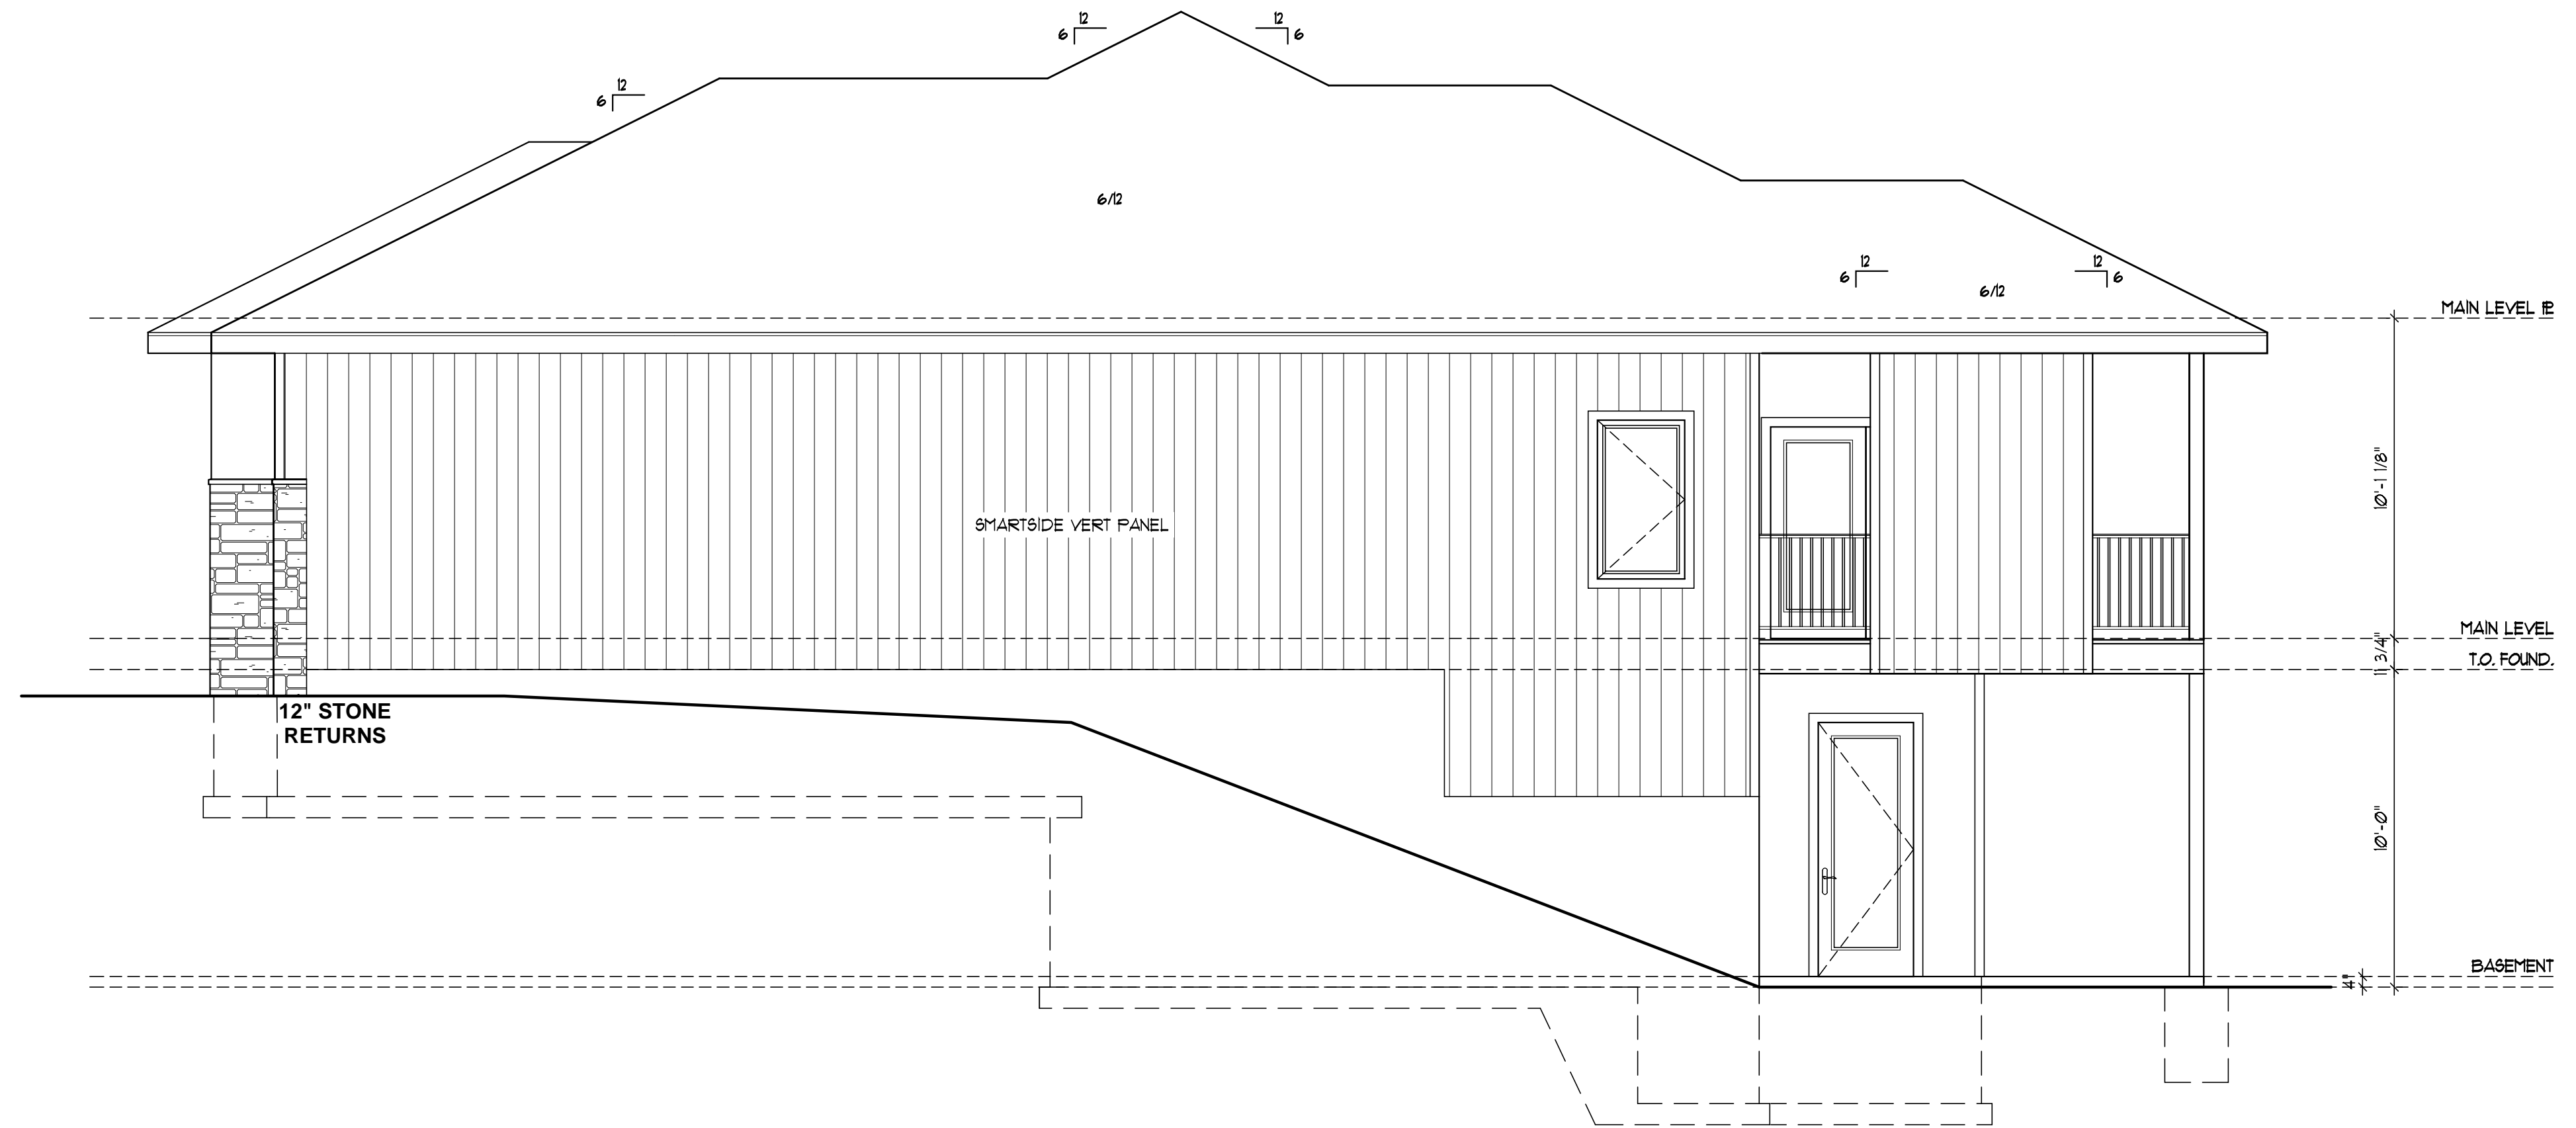 12
6
12
6
12
6
6/12
12
6
12
6
6/12
MAIN LEVEL PL
10'-1 1/8"
SMARTSIDE VERT PANEL
MAIN LEVEL
1 3/4"
T.O. FOUND.
12" STONE
RETURNS
10'-0"
BASEMENT
4"